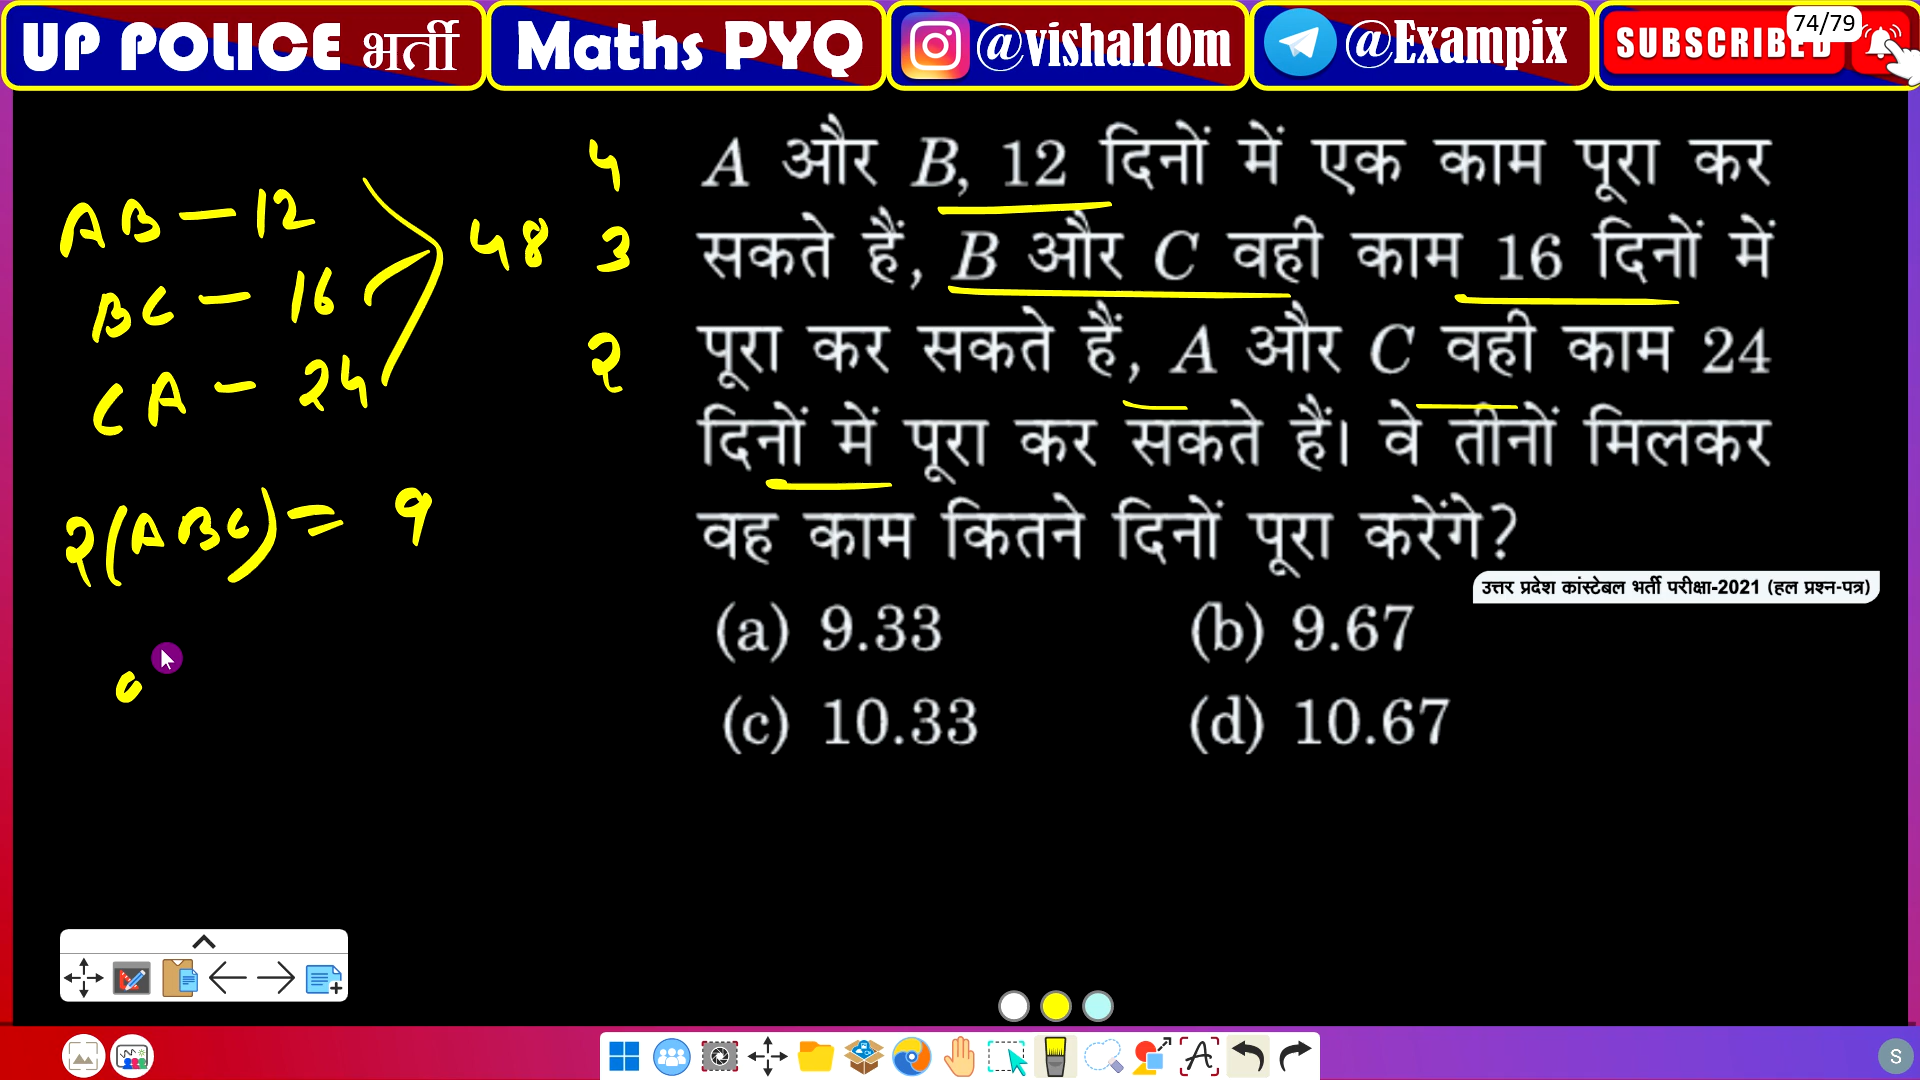 UP POLICE भर्ती
Maths PYQ
@vishal10m
@Exampix
SUBSCRIBED
74/79
AB - 12
BC - 16
CA - 24
48
4
3
2
2(ABC) = 9
A और B, 12 दिनों में एक काम पूरा कर
सकते हैं, B और C वही काम 16 दिनों में
पूरा कर सकते हैं, A और C वही काम 24
दिनों में पूरा कर सकते हैं। वे तीनों मिलकर
वह काम कितने दिनों पूरा करेंगे?
उत्तर प्रदेश कांस्टेबल भर्ती परीक्षा-2021 (हल प्रश्न-पत्र)
(a) 9.33 (b) 9.67
(c) 10.33 (d) 10.67
S